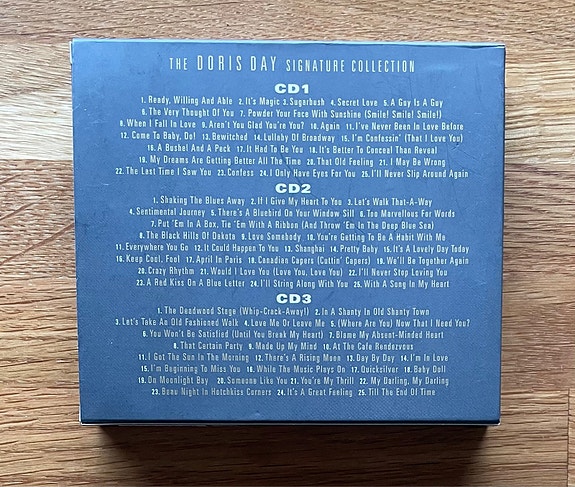 THE DORIS DAY SIGNATURE COLLECTION
CD1
1. Ready, Willing And Able 2. It's Magic 3. Sugarbush 4. Secret Love 5. A Guy Is A Guy
6. The Very Thought Of You 7. Powder Your Face With Sunshine (Smile! Smile! Smile!)
8. When I Fall In Love 9. Aren't You Glad You're You? 10. Again 11. I've Never Been In Love Before
12. Come To Baby, Do! 13. Bewitched 14. Lullaby Of Broadway 15. I'm Confessin' (That I Love You)
16. A Bushel And A Peck 17. It Had To Be You 18. It's Better To Conceal Than Reveal
19. My Dreams Are Getting Better All The Time 20. That Old Feeling 21. I May Be Wrong
22. The Last Time I Saw You 23. Confess 24. I Only Have Eyes For You 25. I'll Never Slip Around Again
CD2
1. Shaking The Blues Away 2. If I Give My Heart To You 3. Let's Walk That-A-Way
4. Sentimental Journey 5. There's A Bluebird On Your Window Sill 6. Too Marvellous For Words
7. Put 'Em In A Box, Tie 'Em With A Ribbon (And Throw 'Em In The Deep Blue Sea)
8. The Black Hills Of Dakota 9. Love Somebody 10. You're Getting To Be A Habit With Me
11. Everywhere You Go 12. It Could Happen To You 13. Shanghai 14. Pretty Baby 15. It's A Lovely Day Today
16. Keep Cool, Fool 17. April In Paris 18. Canadian Capers (Cuttin' Capers) 19. We'll Be Together Again
20. Crazy Rhythm 21. Would I Love You (Love You, Love You) 22. I'll Never Stop Loving You
23. A Red Kiss On A Blue Letter 24. I'll String Along With You 25. With A Song In My Heart
CD3
1. The Deadwood Stage (Whip-Crack-Away!) 2. In A Shanty In Old Shanty Town
3. Let's Take An Old Fashioned Walk 4. Love Me Or Leave Me 5. (Where Are You) Now That I Need You?
6. You Won't Be Satisfied (Until You Break My Heart) 7. Blame My Absent-Minded Heart
8. That Certain Party 9. Made Up My Mind 10. At The Cafe Rendezvous
11. I Got The Sun In The Morning 12. There's A Rising Moon 13. Day By Day 14. I'm In Love
15. I'm Beginning To Miss You 16. While The Music Plays On 17. Quicksilver 18. Baby Doll
19. On Moonlight Bay 20. Someone Like You 21. You're My Thrill 22. My Darling, My Darling
23. Beau Night In Hotchkiss Corners 24. It's A Great Feeling 25. Till The End Of Time